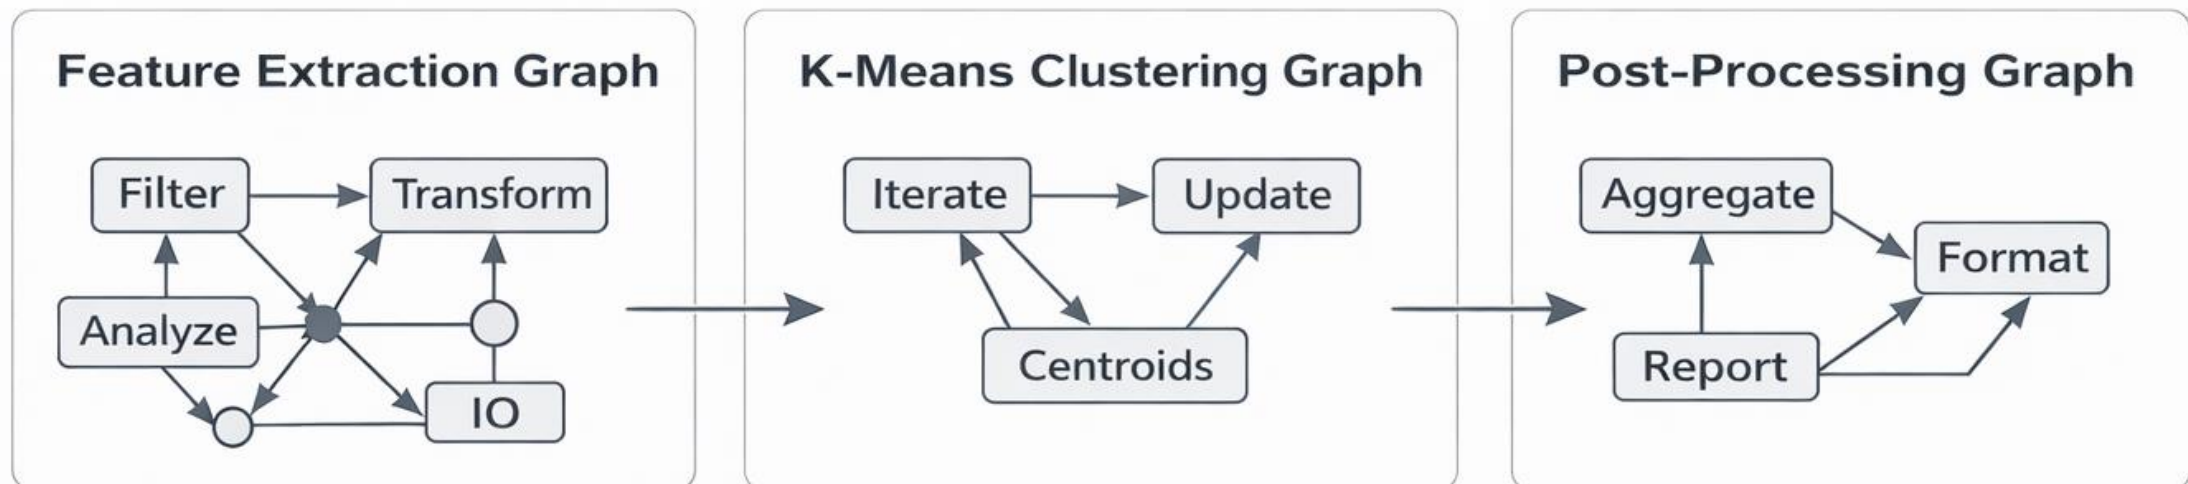 Feature Extraction Graph
Filter
Transform
Analyze
IO
K-Means Clustering Graph
Iterate
Update
Centroids
Post-Processing Graph
Aggregate
Format
Report